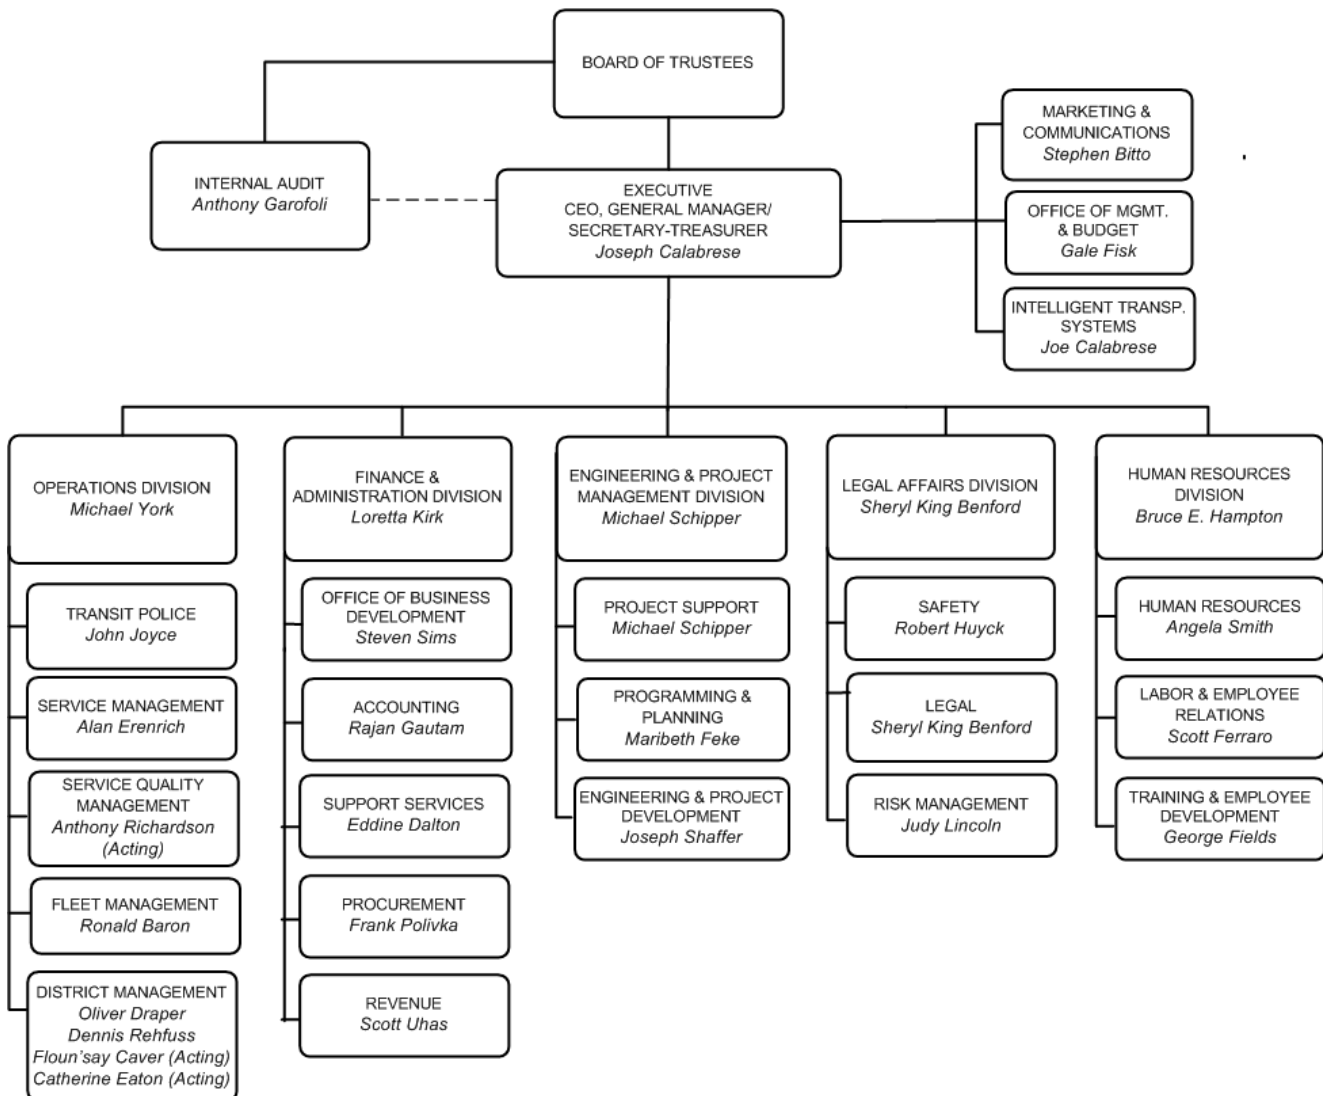 BOARD OF TRUSTEES
INTERNAL AUDIT
Anthony Garofoli
EXECUTIVE
CEO, GENERAL MANAGER/
SECRETARY-TREASURER
Joseph Calabrese
MARKETING &
COMMUNICATIONS
Stephen Bitto
OFFICE OF MGMT.
& BUDGET
Gale Fisk
INTELLIGENT TRANSP.
SYSTEMS
Joe Calabrese
OPERATIONS DIVISION
Michael York
TRANSIT POLICE
John Joyce
SERVICE MANAGEMENT
Alan Erenrich
SERVICE QUALITY
MANAGEMENT
Anthony Richardson
(Acting)
FLEET MANAGEMENT
Ronald Baron
DISTRICT MANAGEMENT
Oliver Draper
Dennis Rehfuss
Floun'say Caver (Acting)
Catherine Eaton (Acting)
FINANCE &
ADMINISTRATION DIVISION
Loretta Kirk
OFFICE OF BUSINESS
DEVELOPMENT
Steven Sims
ACCOUNTING
Rajan Gautam
SUPPORT SERVICES
Eddine Dalton
PROCUREMENT
Frank Polivka
REVENUE
Scott Uhas
ENGINEERING & PROJECT
MANAGEMENT DIVISION
Michael Schipper
PROJECT SUPPORT
Michael Schipper
PROGRAMMING &
PLANNING
Maribeth Feke
ENGINEERING & PROJECT
DEVELOPMENT
Joseph Shaffer
LEGAL AFFAIRS DIVISION
Sheryl King Benford
SAFETY
Robert Huyck
LEGAL
Sheryl King Benford
RISK MANAGEMENT
Judy Lincoln
HUMAN RESOURCES
DIVISION
Bruce E. Hampton
HUMAN RESOURCES
Angela Smith
LABOR & EMPLOYEE
RELATIONS
Scott Ferraro
TRAINING & EMPLOYEE
DEVELOPMENT
George Fields